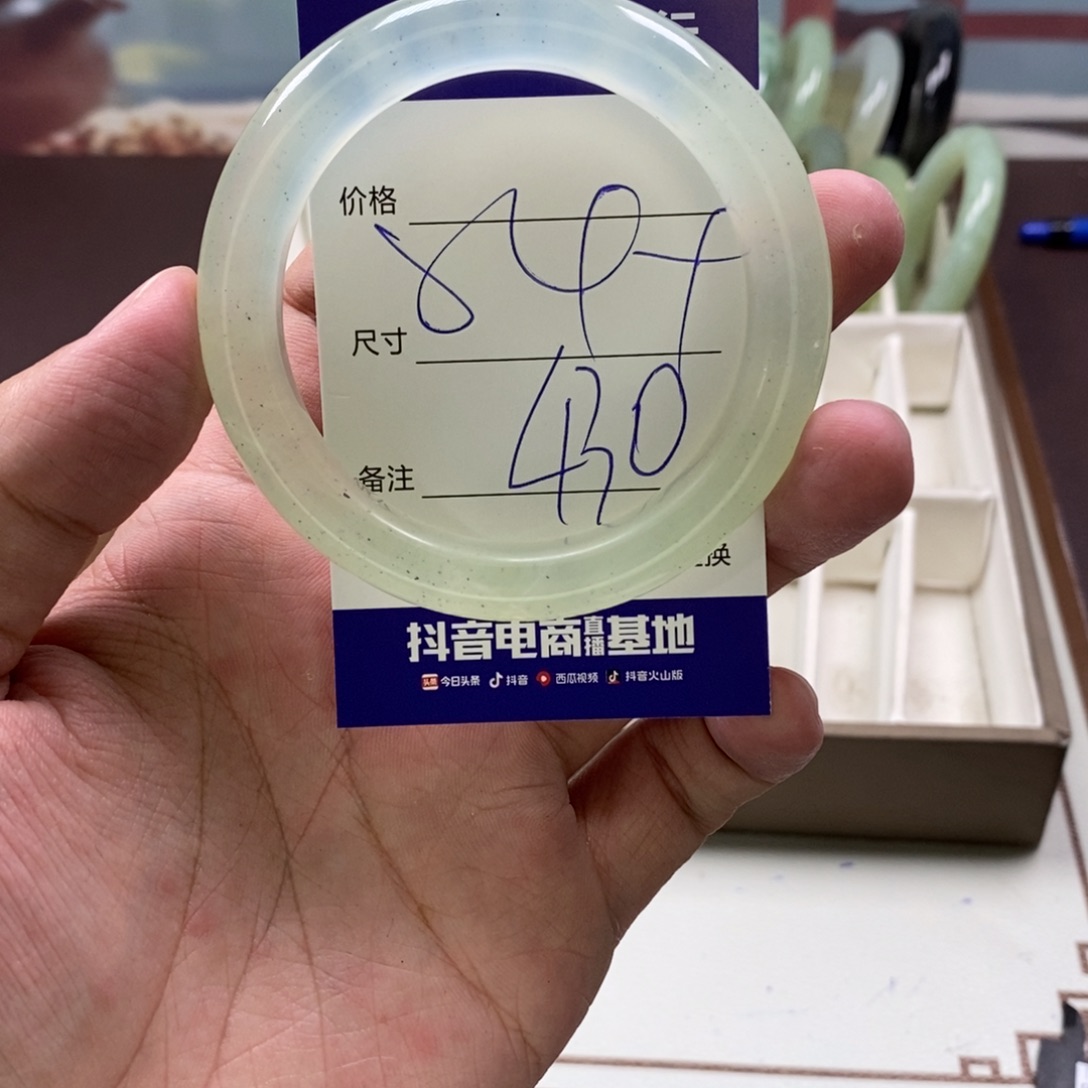 价格
尺寸
430
备注
换
抖音电商直播基地
今日头条 抖音 西瓜视频 抖音火山版